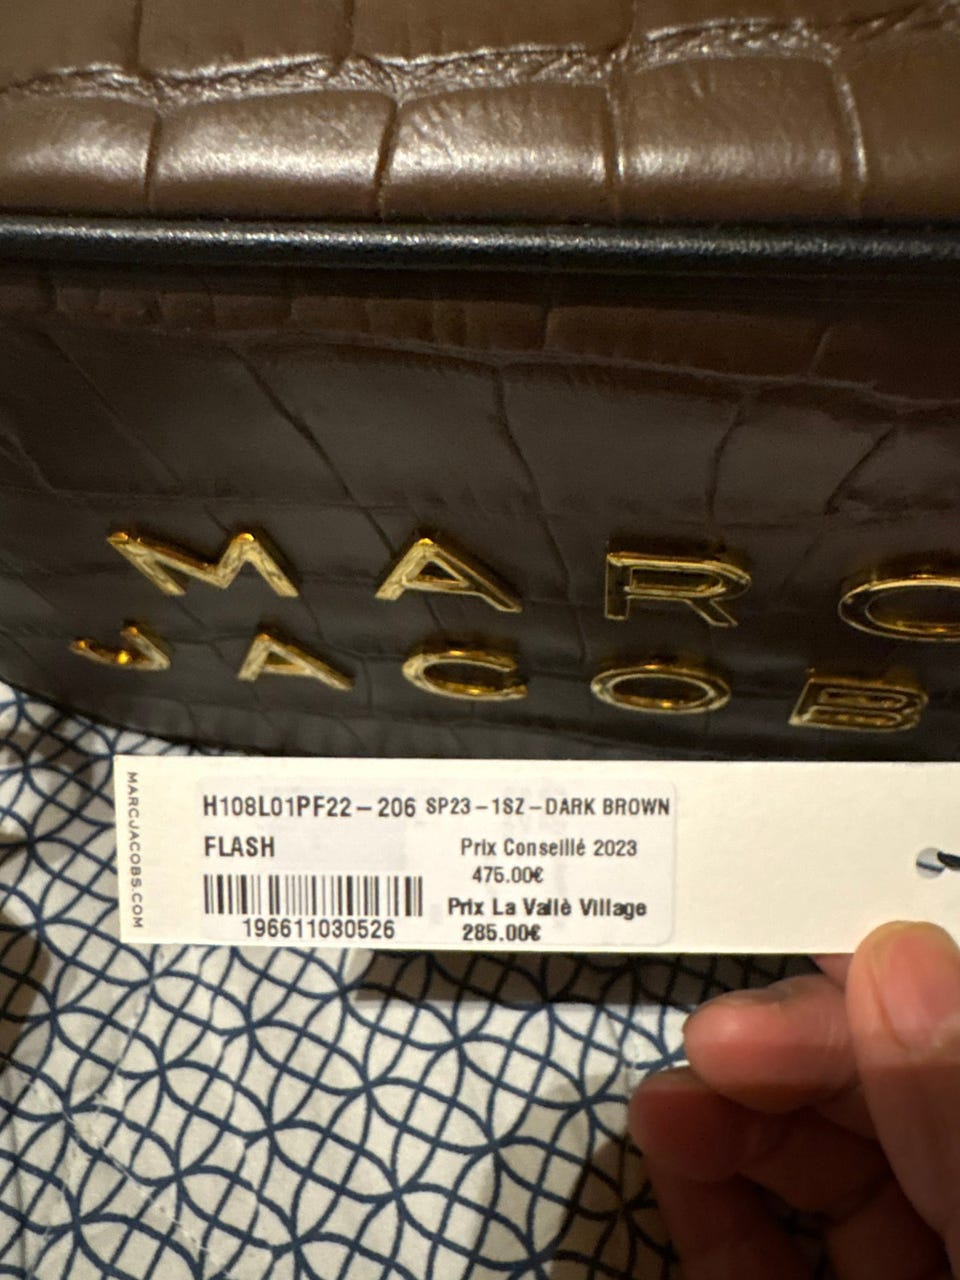 MARC
JACOB
MARCJACOBS.COM
H108L01PF22-206 SP23-1SZ-DARK BROWN
FLASH
Prix Conseillé 2023
475.00€
Prix La Vallè Village
285.00€
196611030526